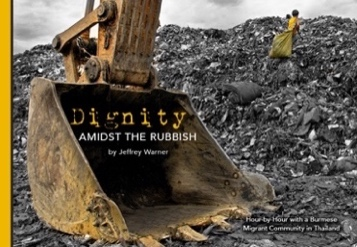 Dignity
AMIDST THE RUBBISH
by Jeffrey Warner
Hour-by-Hour with a Burmese
Migrant Community in Thailand